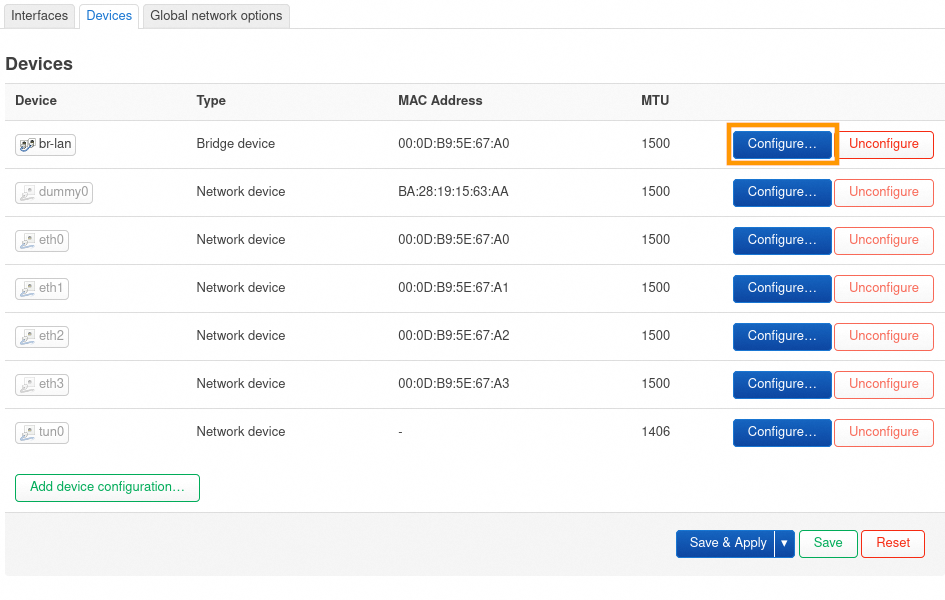 Interfaces Devices Global network options
Devices
Device Type MAC Address MTU
br-lan Bridge device 00:0D:B9:5E:67:A0 1500 Configure… Unconfigure
dummy0 Network device BA:28:19:15:63:AA 1500 Configure… Unconfigure
eth0 Network device 00:0D:B9:5E:67:A0 1500 Configure… Unconfigure
eth1 Network device 00:0D:B9:5E:67:A1 1500 Configure… Unconfigure
eth2 Network device 00:0D:B9:5E:67:A2 1500 Configure… Unconfigure
eth3 Network device 00:0D:B9:5E:67:A3 1500 Configure… Unconfigure
tun0 Network device - 1406 Configure… Unconfigure
Add device configuration…
Save & Apply ▾ Save Reset